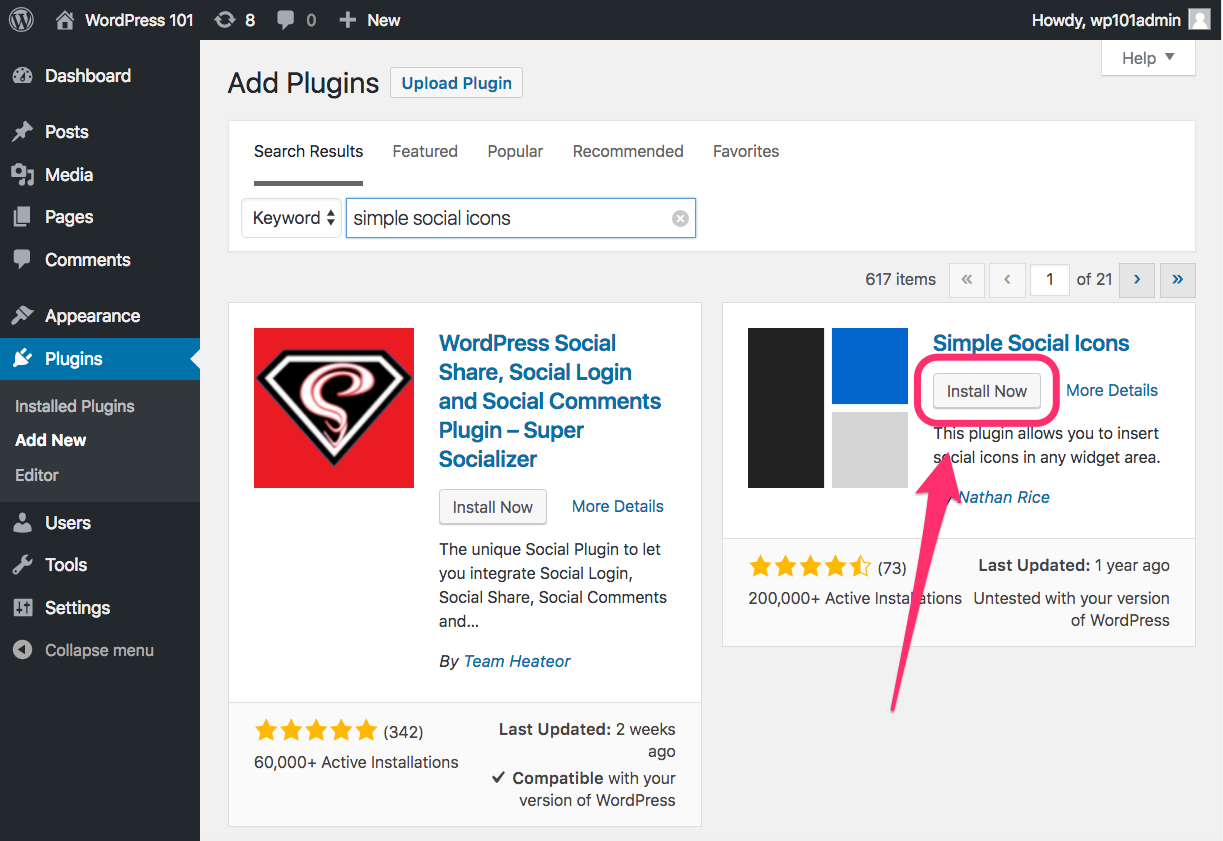 WordPress 101 8 0 New Howdy, wp101admin
Help
Dashboard
Posts
Media
Pages
Comments
Appearance
Plugins
Installed Plugins
Add New
Editor
Users
Tools
Settings
Collapse menu
Add Plugins Upload Plugin
Search Results Featured Popular Recommended Favorites
Keyword simple social icons
617 items « ‹ 1 of 21 › »
WordPress Social
Share, Social Login
and Social Comments
Plugin – Super
Socializer
Install Now More Details
The unique Social Plugin to let
you integrate Social Login,
Social Share, Social Comments
and...
By Team Heateor
(342)
60,000+ Active Installations
Last Updated: 2 weeks
ago
Compatible with your
version of WordPress
Simple Social Icons
Install Now More Details
This plugin allows you to insert
social icons in any widget area.
Nathan Rice
(73)
200,000+ Active Installations
Last Updated: 1 year ago
Untested with your version
of WordPress